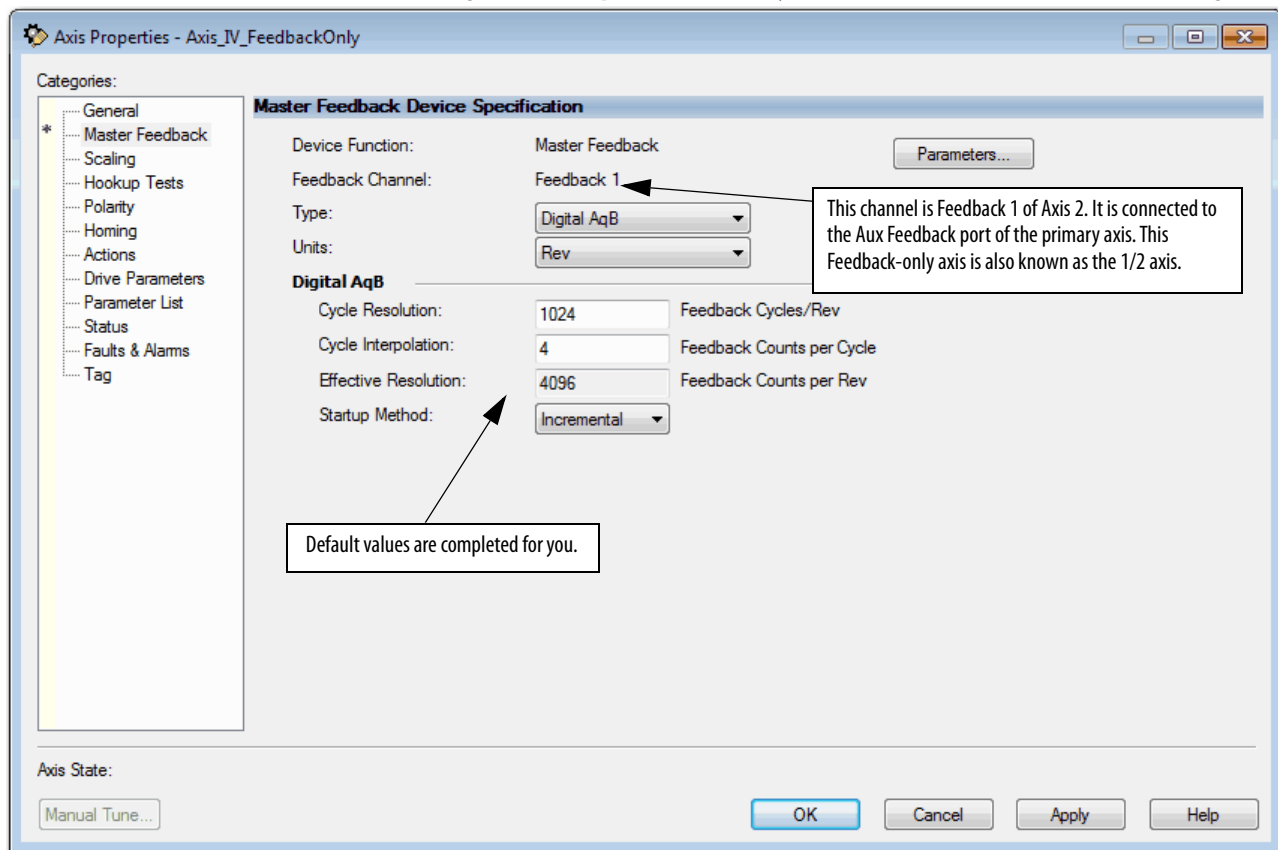 Axis Properties - Axis_IV_FeedbackOnly
Categories:
General
* Master Feedback
Scaling
Hookup Tests
Polarity
Homing
Actions
Drive Parameters
Parameter List
Status
Faults & Alarms
Tag
Master Feedback Device Specification
Device Function: Master Feedback
Parameters...
Feedback Channel: Feedback 1
Type: Digital AqB
Units: Rev
This channel is Feedback 1 of Axis 2. It is connected to
the Aux Feedback port of the primary axis. This
Feedback-only axis is also known as the 1/2 axis.
Digital AqB
Cycle Resolution: 1024 Feedback Cycles/Rev
Cycle Interpolation: 4 Feedback Counts per Cycle
Effective Resolution: 4096 Feedback Counts per Rev
Startup Method: Incremental
Default values are completed for you.
Axis State:
Manual Tune...
OK Cancel Apply Help